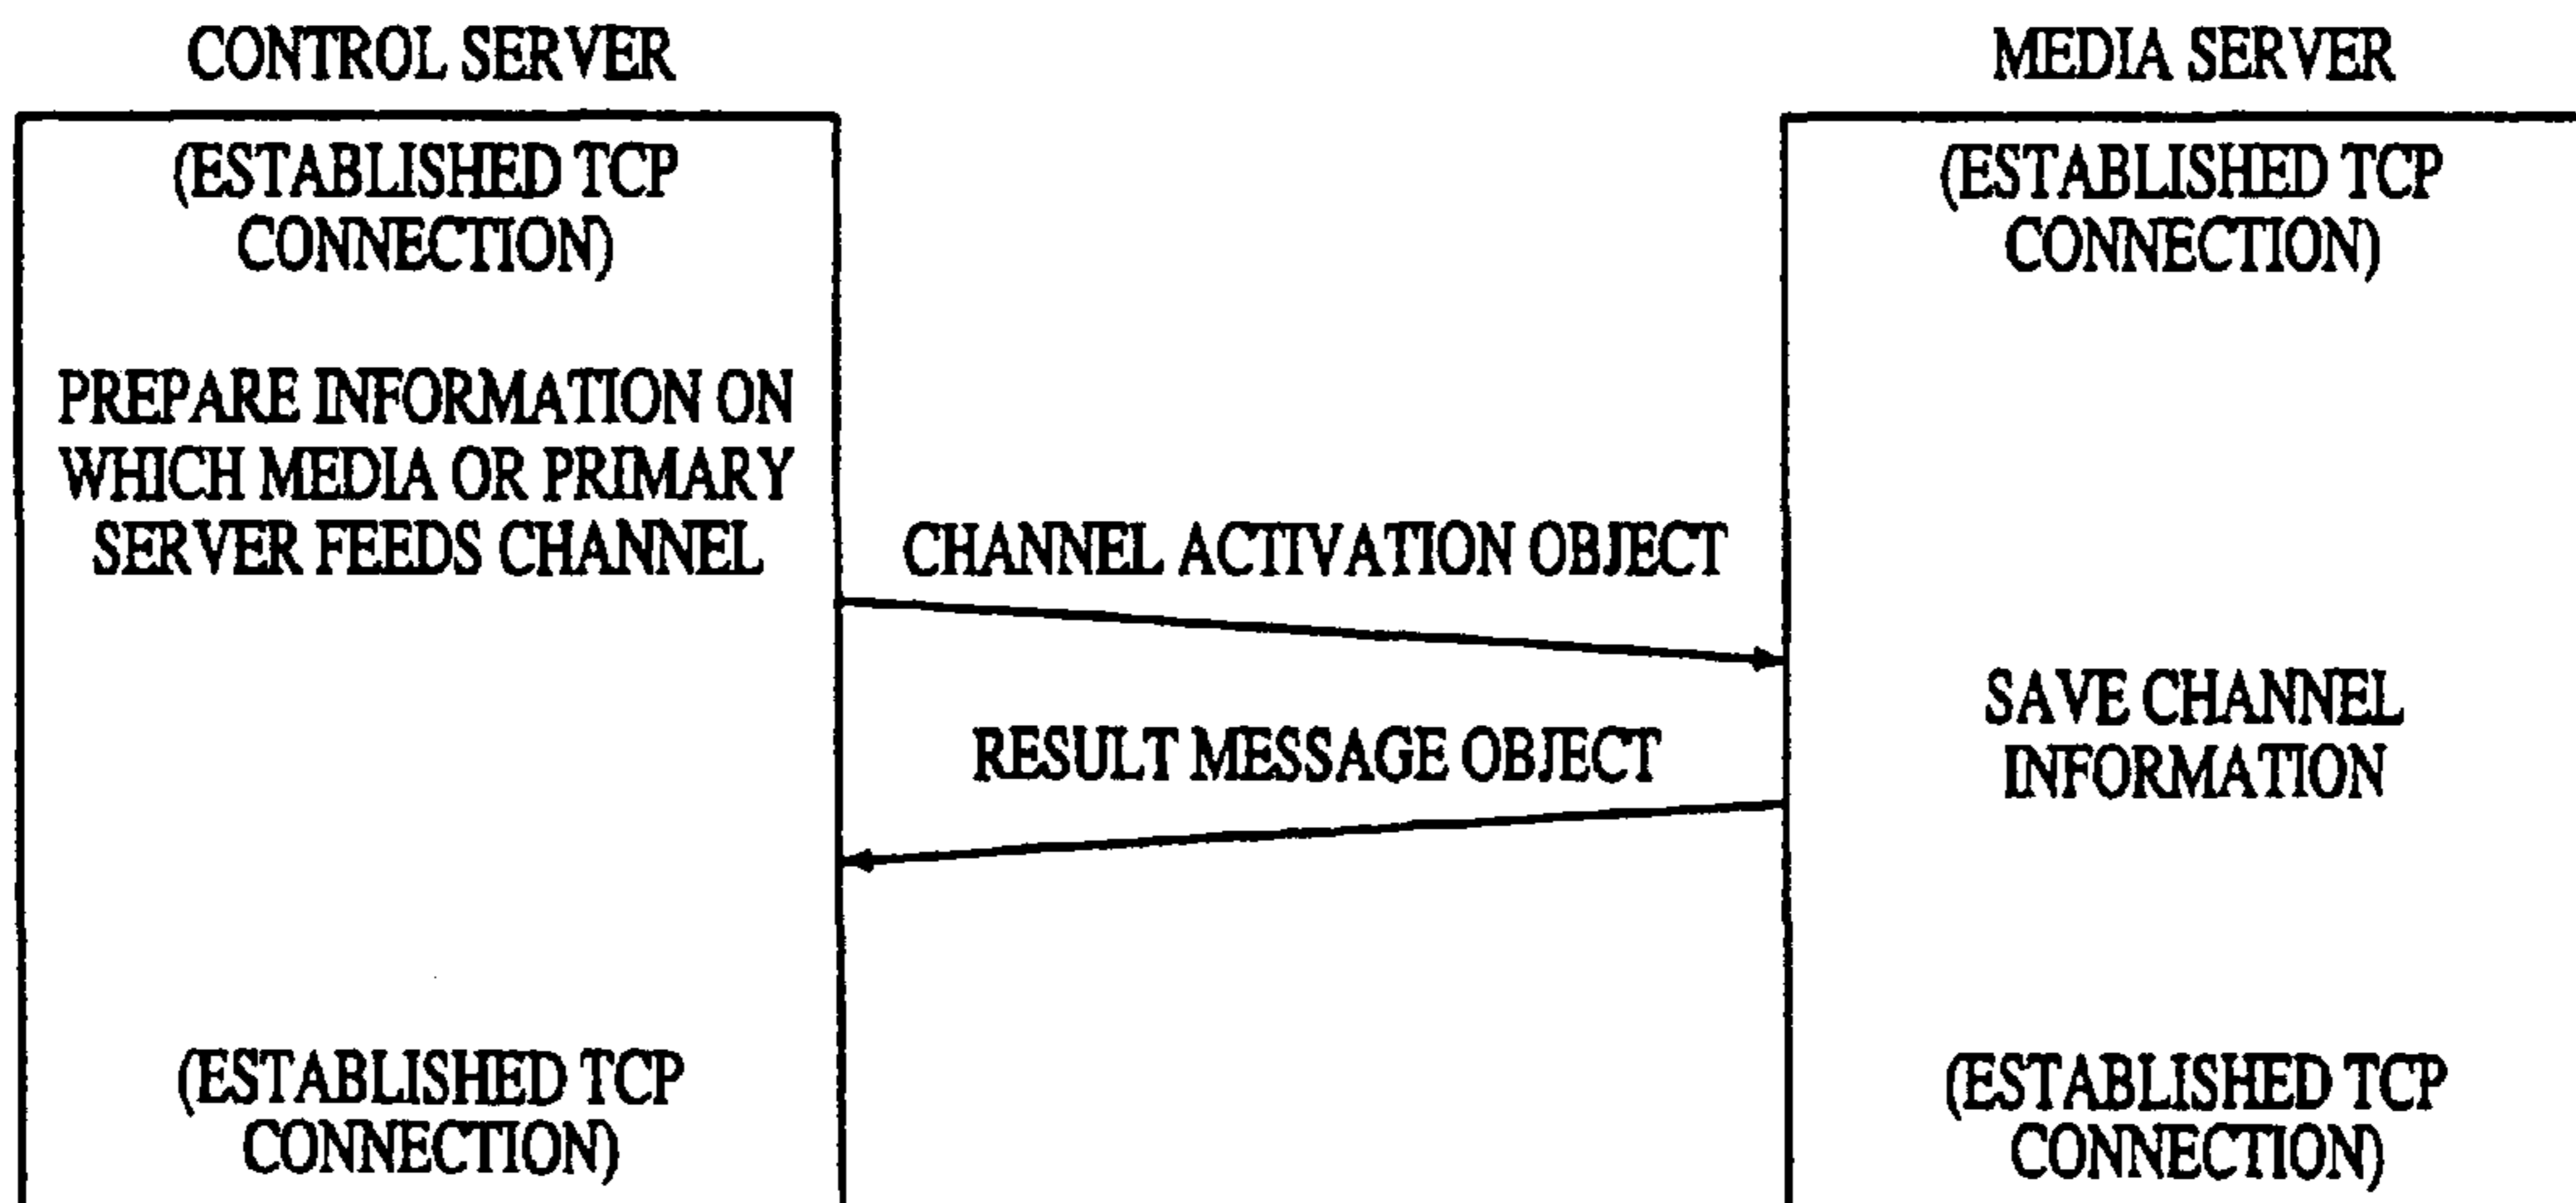 CONTROL SERVER
MEDIA SERVER
(ESTABLISHED TCP
CONNECTION)
(ESTABLISHED TCP
CONNECTION)
PREPARE INFORMATION ON
WHICH MEDIA OR PRIMARY
SERVER FEEDS CHANNEL
CHANNEL ACTIVATION OBJECT
SAVE CHANNEL
INFORMATION
RESULT MESSAGE OBJECT
(ESTABLISHED TCP
CONNECTION)
(ESTABLISHED TCP
CONNECTION)